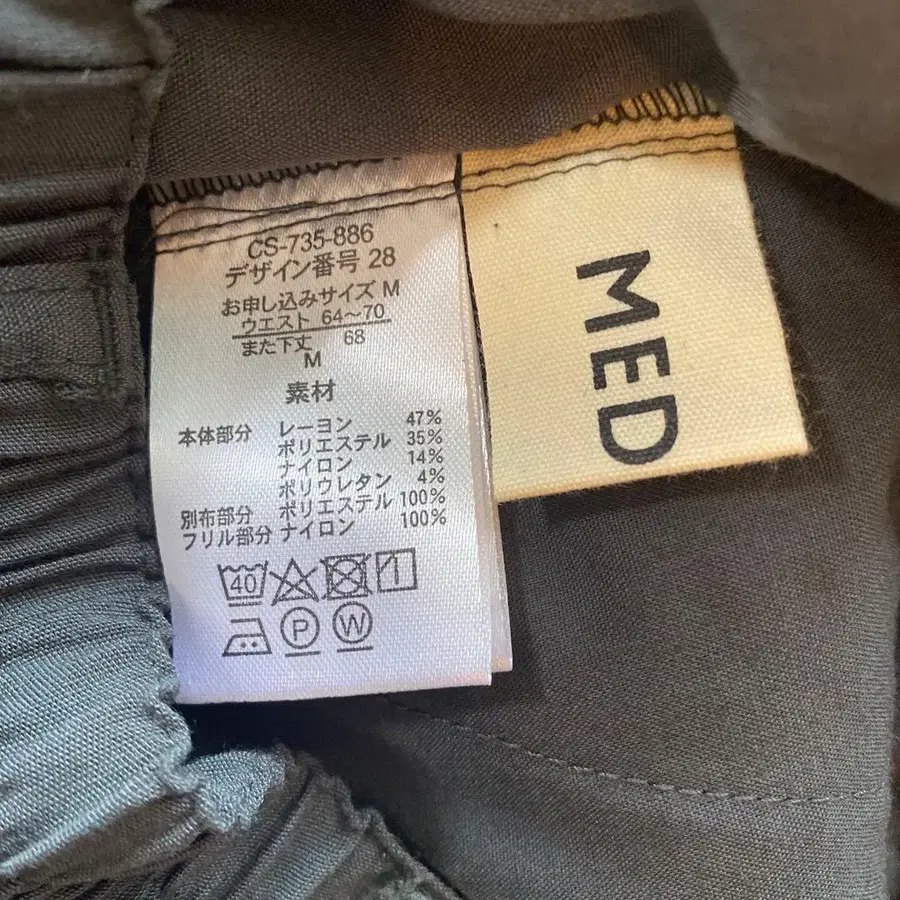 CS-735-886
デザイン番号 28
お申し込みサイズ M
ウエスト 64～70
また下丈 68
M
素材
本体部分 レーヨン 47%
ポリエステル 35%
ナイロン 14%
ポリウレタン 4%
別布部分 ポリエステル 100%
フリル部分 ナイロン 100%
40
P W
MED